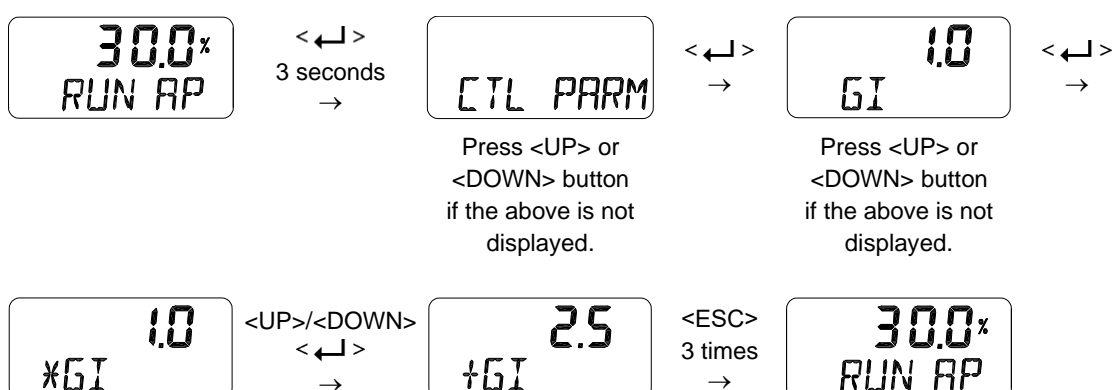 30.0%
RUN AP
< ↵ >
3 seconds
→
CTL PARM
Press <UP> or
<DOWN> button
if the above is not
displayed.
< ↵ >
→
1.0
GI
Press <UP> or
<DOWN> button
if the above is not
displayed.
< ↵ >
→
1.0
*GI
<UP>/<DOWN>
< ↵ >
→
2.5
+GI
<ESC>
3 times
→
30.0%
RUN AP